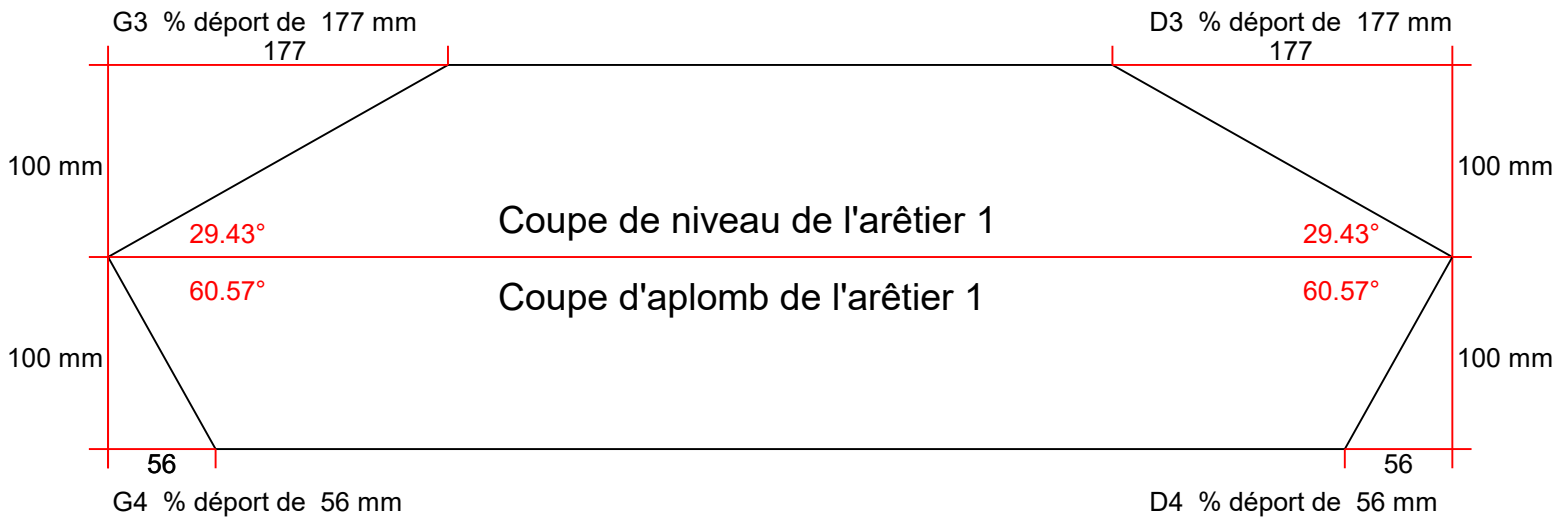 G3 % déport de 177 mm
D3 % déport de 177 mm
177
177
100 mm
100 mm
Coupe de niveau de l'arêtier 1
29.43°
29.43°
60.57°
60.57°
Coupe d'aplomb de l'arêtier 1
100 mm
100 mm
56
56
G4 % déport de 56 mm
D4 % déport de 56 mm